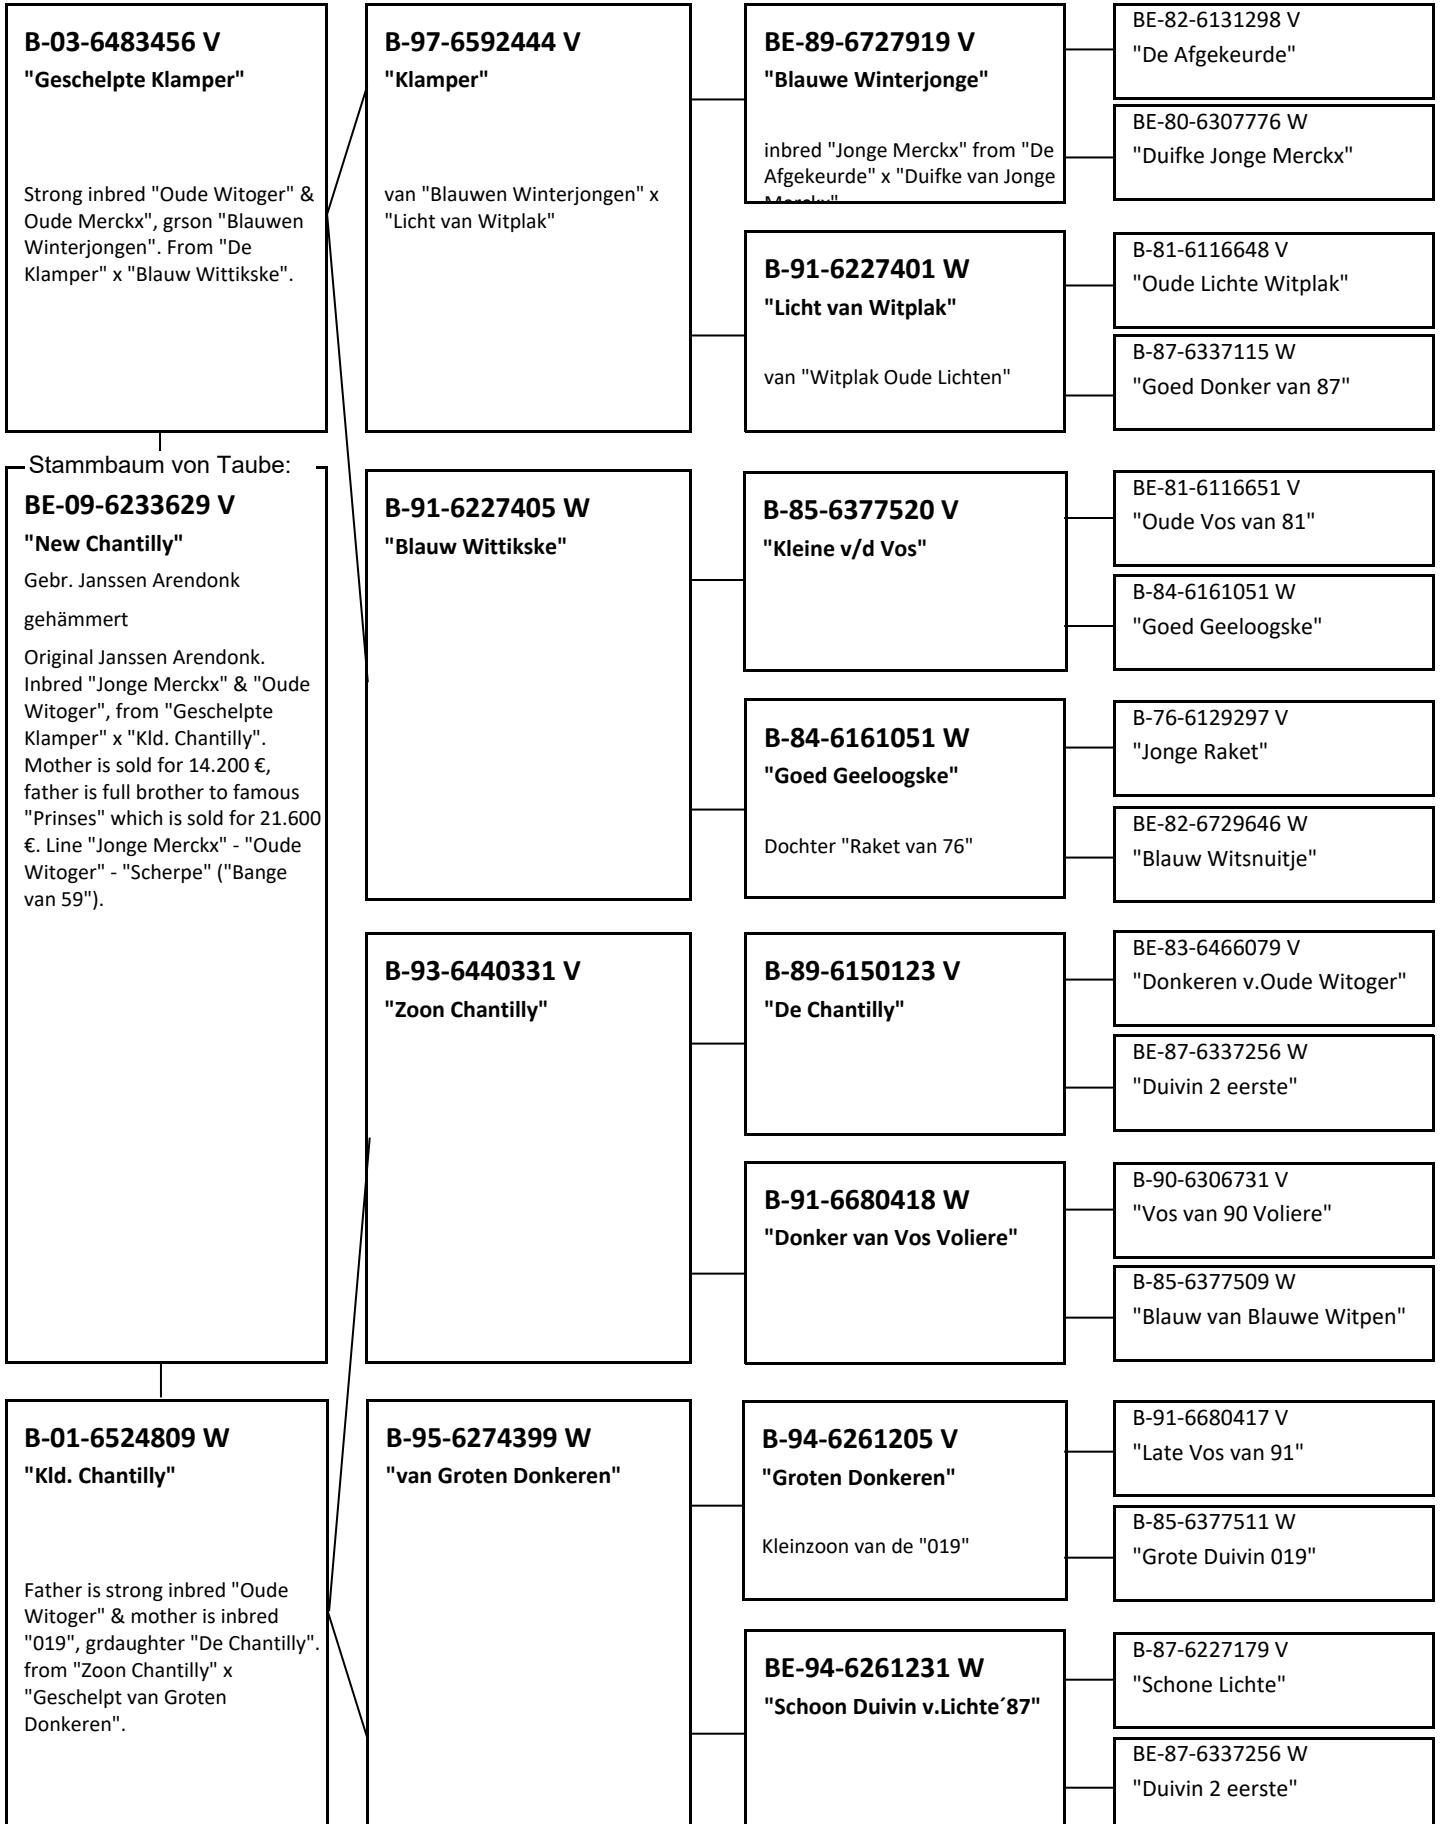 B-03-6483456 V
"Geschelpte Klamper"
Strong inbred "Oude Witoger" &
Oude Merckx", grson "Blauwen
Winterjongen". From "De
Klamper" x "Blauw Wittikske".
Stammbaum von Taube:
BE-09-6233629 V
"New Chantilly"
Gebr. Janssen Arendonk
gehämmert
Original Janssen Arendonk.
Inbred "Jonge Merckx" & "Oude
Witoger", from "Geschelpte
Klamper" x "Kld. Chantilly".
Mother is sold for 14.200 €,
father is full brother to famous
"Prinses" which is sold for 21.600
€. Line "Jonge Merckx" - "Oude
Witoger" - "Scherpe" ("Bange
van 59").
B-01-6524809 W
"Kld. Chantilly"
Father is strong inbred "Oude
Witoger" & mother is inbred
"019", grdaughter "De Chantilly".
from "Zoon Chantilly" x
"Geschelpt van Groten
Donkeren".
B-97-6592444 V
"Klamper"
van "Blauwen Winterjongen" x
"Licht van Witplak"
B-91-6227405 W
"Blauw Wittikske"
B-93-6440331 V
"Zoon Chantilly"
B-95-6274399 W
"van Groten Donkeren"
BE-89-6727919 V
"Blauwe Winterjonge"
inbred "Jonge Merckx" from "De
Afgekeurde" x "Duifke van Jonge
Merckx"
B-91-6227401 W
"Licht van Witplak"
van "Witplak Oude Lichten"
B-85-6377520 V
"Kleine v/d Vos"
B-84-6161051 W
"Goed Geeloogske"
Dochter "Raket van 76"
B-89-6150123 V
"De Chantilly"
B-91-6680418 W
"Donker van Vos Voliere"
B-94-6261205 V
"Groten Donkeren"
Kleinzoon van de "019"
BE-94-6261231 W
"Schoon Duivin v.Lichte´87"
BE-82-6131298 V
"De Afgekeurde"
BE-80-6307776 W
"Duifke Jonge Merckx"
B-81-6116648 V
"Oude Lichte Witplak"
B-87-6337115 W
"Goed Donker van 87"
BE-81-6116651 V
"Oude Vos van 81"
B-84-6161051 W
"Goed Geeloogske"
B-76-6129297 V
"Jonge Raket"
BE-82-6729646 W
"Blauw Witsnuitje"
BE-83-6466079 V
"Donkeren v.Oude Witoger"
BE-87-6337256 W
"Duivin 2 eerste"
B-90-6306731 V
"Vos van 90 Voliere"
B-85-6377509 W
"Blauw van Blauwe Witpen"
B-91-6680417 V
"Late Vos van 91"
B-85-6377511 W
"Grote Duivin 019"
B-87-6227179 V
"Schone Lichte"
BE-87-6337256 W
"Duivin 2 eerste"